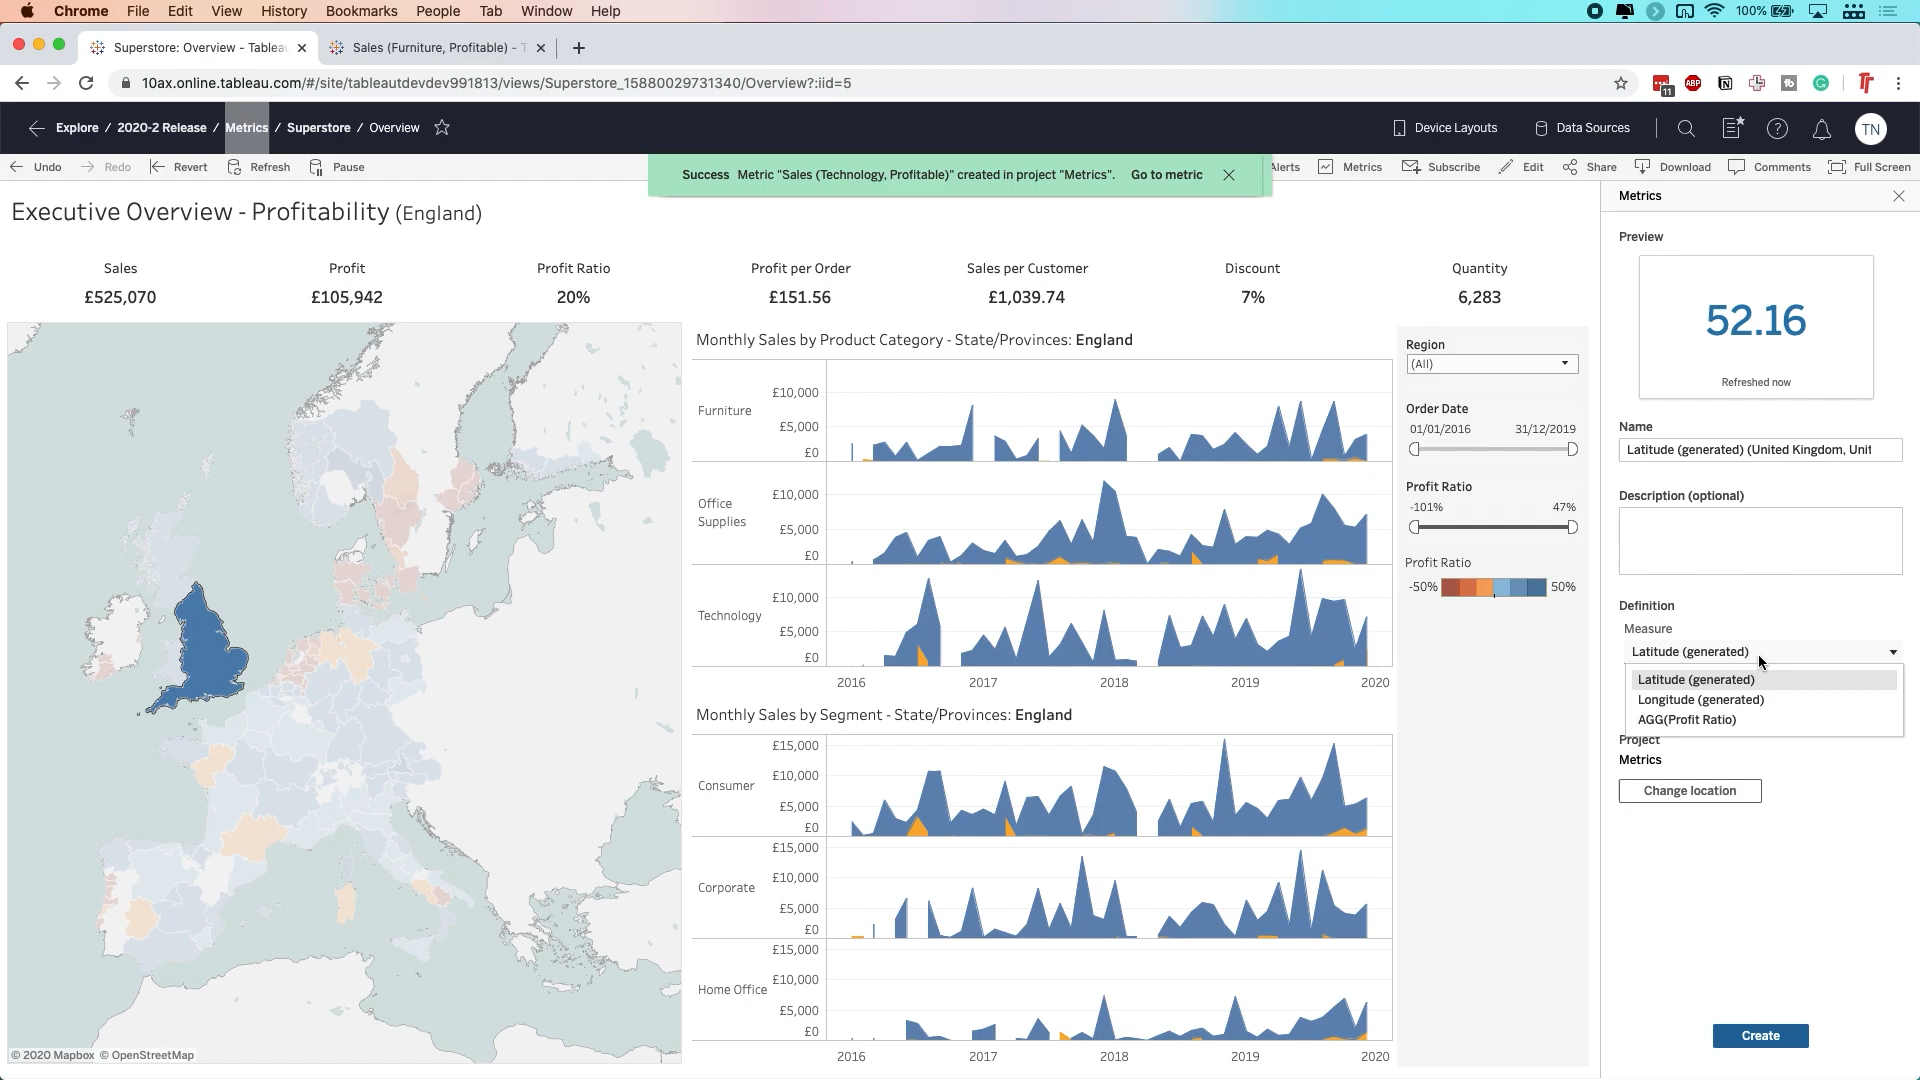 Chrome File Edit View History Bookmarks People Tab Window Help 100%
Superstore: Overview - Tablea
Sales (Furniture, Profitable) - T
10ax.online.tableau.com/#/site/tableautdevdev991813/views/Superstore_15880029731340/Overview?:iid=5
11 ABP
Explore / 2020-2 Release / Metrics / Superstore / Overview
Device Layouts Data Sources TN
Undo Redo Revert Refresh Pause
Alerts Metrics Subscribe Edit Share Download Comments Full Screen
Success Metric "Sales (Technology, Profitable)" created in project "Metrics". Go to metric
Executive Overview - Profitability (England)
Sales Profit Profit Ratio Profit per Order Sales per Customer Discount Quantity
£525,070 £105,942 20% £151.56 £1,039.74 7% 6,283
Monthly Sales by Product Category - State/Provinces: England
Furniture
£10,000
£5,000
£0
Office
Supplies
£10,000
£5,000
£0
Technology
£10,000
£5,000
£0
2016 2017 2018 2019 2020
Monthly Sales by Segment - State/Provinces: England
Consumer
£15,000
£10,000
£5,000
£0
Corporate
£15,000
£10,000
£5,000
£0
Home Office
£15,000
£10,000
£5,000
£0
2016 2017 2018 2019 2020
© 2020 Mapbox © OpenStreetMap
Region
(All)
Order Date
01/01/2016 31/12/2019
Profit Ratio
-101% 47%
Profit Ratio
-50% 50%
Metrics
Preview
52.16
Refreshed now
Name
Latitude (generated) (United Kingdom, Unit
Description (optional)
Definition
Measure
Latitude (generated)
Latitude (generated)
Longitude (generated)
AGG(Profit Ratio)
Project
Metrics
Change location
Create